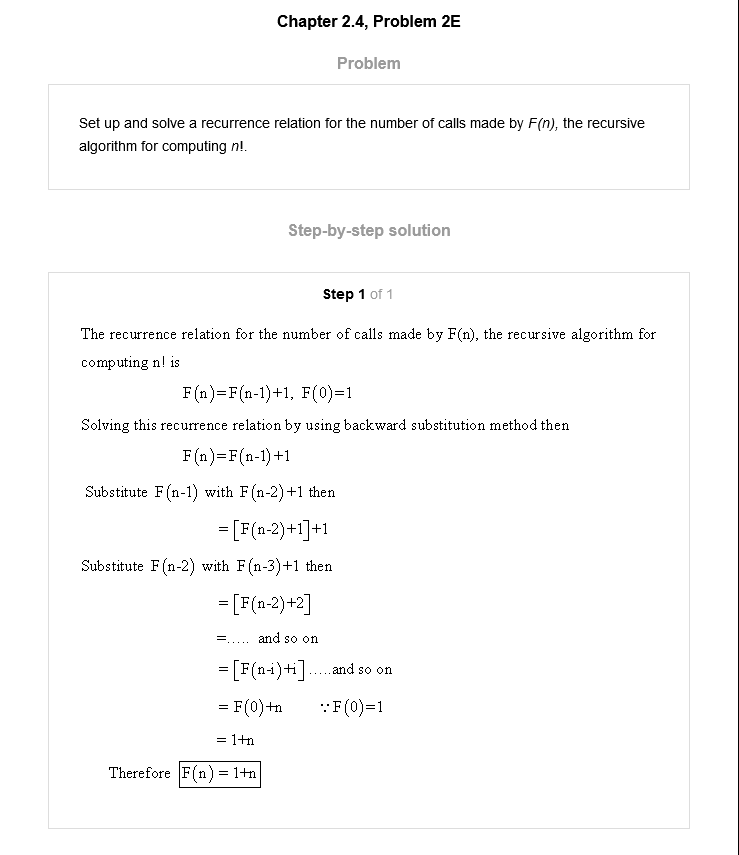 Chapter 2.4, Problem 2E
Problem
Set up and solve a recurrence relation for the number of calls made by F(n), the recursive
algorithm for computing n!.
Step-by-step solution
Step 1 of 1
The recurrence relation for the number of calls made by F(n), the recursive algorithm for
computing n! is
F(n)=F(n-1)+1, F(0)=1
Solving this recurrence relation by using backward substitution method then
F(n)=F(n-1)+1
Substitute F(n-1) with F(n-2)+1 then
=[F(n-2)+1]+1
Substitute F(n-2) with F(n-3)+1 then
=[F(n-2)+2]
=..... and so on
=[F(n-i)+i].....and so on
= F(0)+n ∵F(0)=1
= 1+n
Therefore F(n) = 1+n